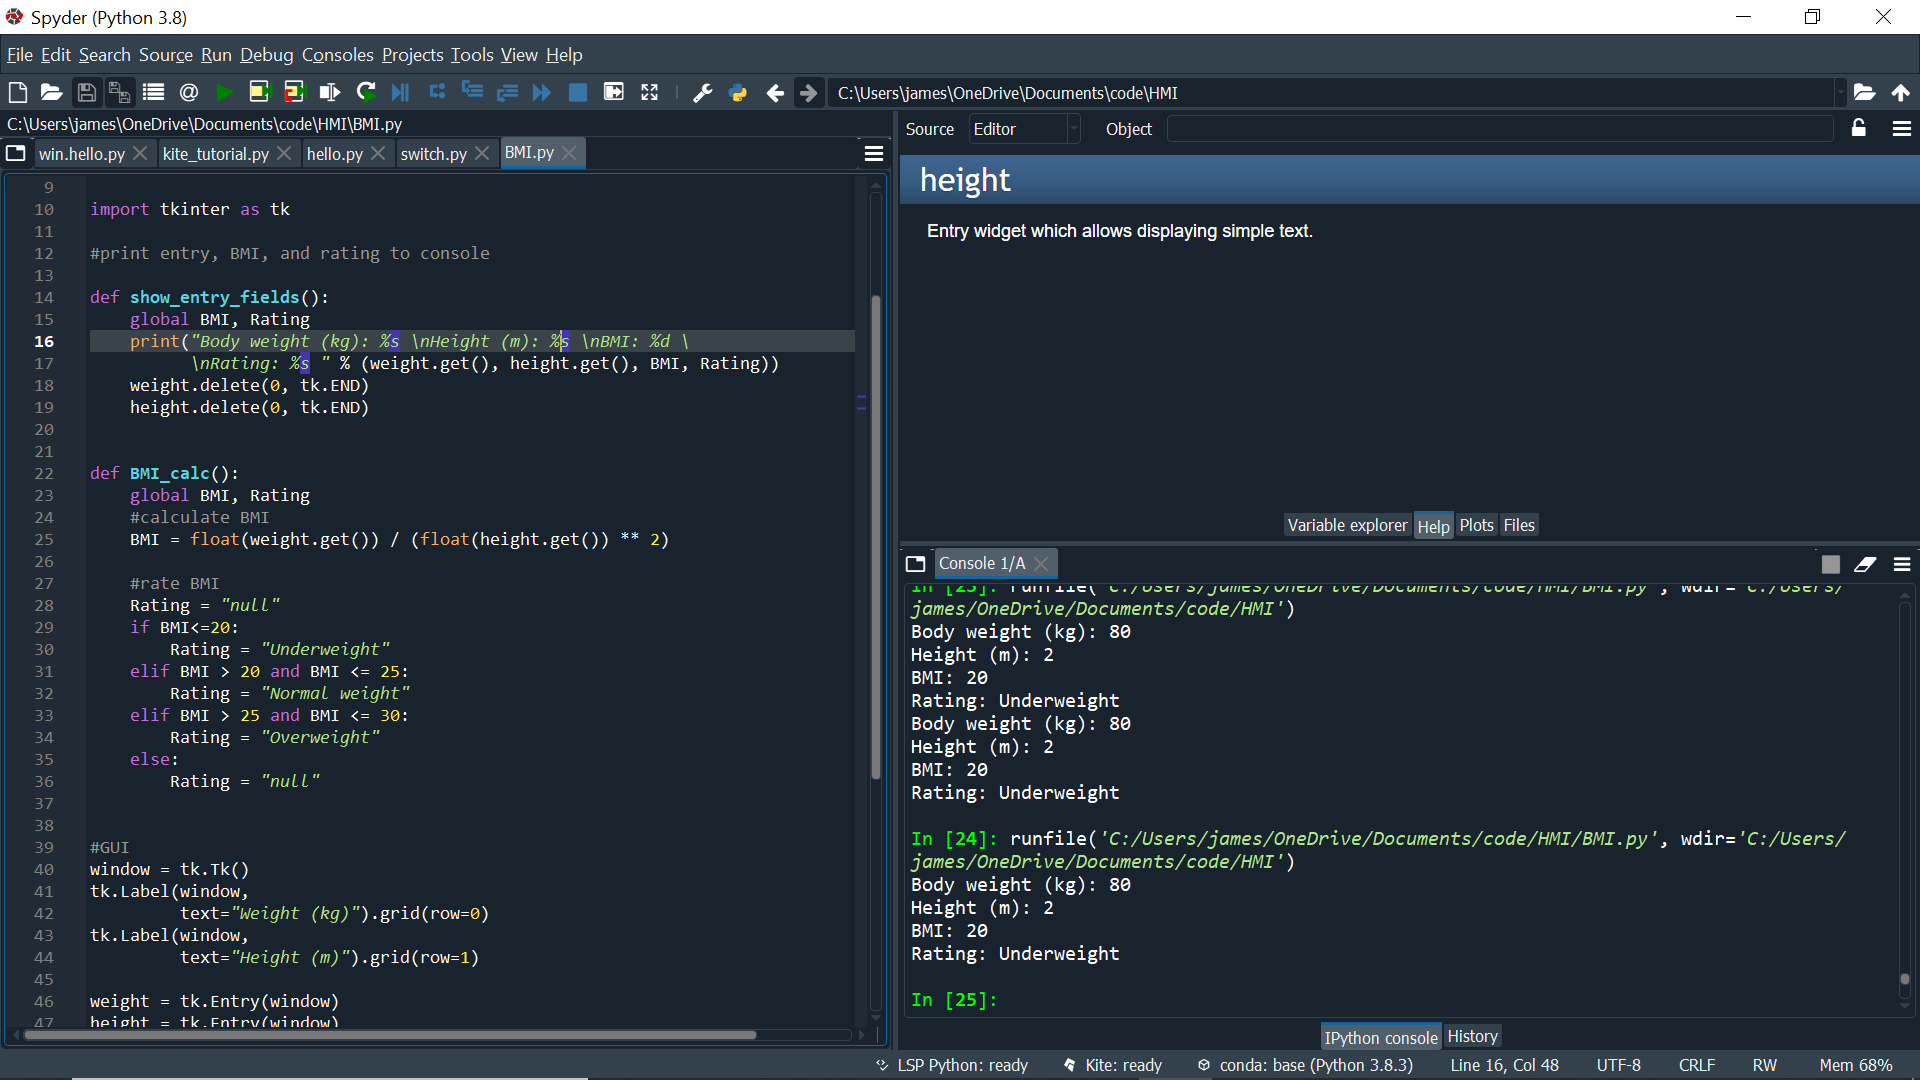 Spyder (Python 3.8)
File Edit Search Source Run Debug Consoles Projects Tools View Help
C:\Users\james\OneDrive\Documents\code\HMI
C:\Users\james\OneDrive\Documents\code\HMI\BMI.py
win.hello.py kite_tutorial.py hello.py switch.py BMI.py
9
10 import tkinter as tk
11
12 #print entry, BMI, and rating to console
13
14 def show_entry_fields():
15 global BMI, Rating
16 print("Body weight (kg): %s \nHeight (m): %s \nBMI: %d \
17 \nRating: %s " % (weight.get(), height.get(), BMI, Rating))
18 weight.delete(0, tk.END)
19 height.delete(0, tk.END)
20
21
22 def BMI_calc():
23 global BMI, Rating
24 #calculate BMI
25 BMI = float(weight.get()) / (float(height.get()) ** 2)
26
27 #rate BMI
28 Rating = "null"
29 if BMI<=20:
30 Rating = "Underweight"
31 elif BMI > 20 and BMI <= 25:
32 Rating = "Normal weight"
33 elif BMI > 25 and BMI <= 30:
34 Rating = "Overweight"
35 else:
36 Rating = "null"
37
38
39 #GUI
40 window = tk.Tk()
41 tk.Label(window,
42 text="Weight (kg)").grid(row=0)
43 tk.Label(window,
44 text="Height (m)").grid(row=1)
45
46 weight = tk.Entry(window)
47 height = tk.Entry(window)
Source Editor Object
height
Entry widget which allows displaying simple text.
Variable explorer Help Plots Files
Console 1/A
In [23]: runfile('C:/Users/james/OneDrive/Documents/code/HMI/BMI.py', wdir='C:/Users/
james/OneDrive/Documents/code/HMI')
Body weight (kg): 80
Height (m): 2
BMI: 20
Rating: Underweight
Body weight (kg): 80
Height (m): 2
BMI: 20
Rating: Underweight
In [24]: runfile('C:/Users/james/OneDrive/Documents/code/HMI/BMI.py', wdir='C:/Users/
james/OneDrive/Documents/code/HMI')
Body weight (kg): 80
Height (m): 2
BMI: 20
Rating: Underweight
In [25]:
IPython console History
LSP Python: ready Kite: ready conda: base (Python 3.8.3) Line 16, Col 48 UTF-8 CRLF RW Mem 68%